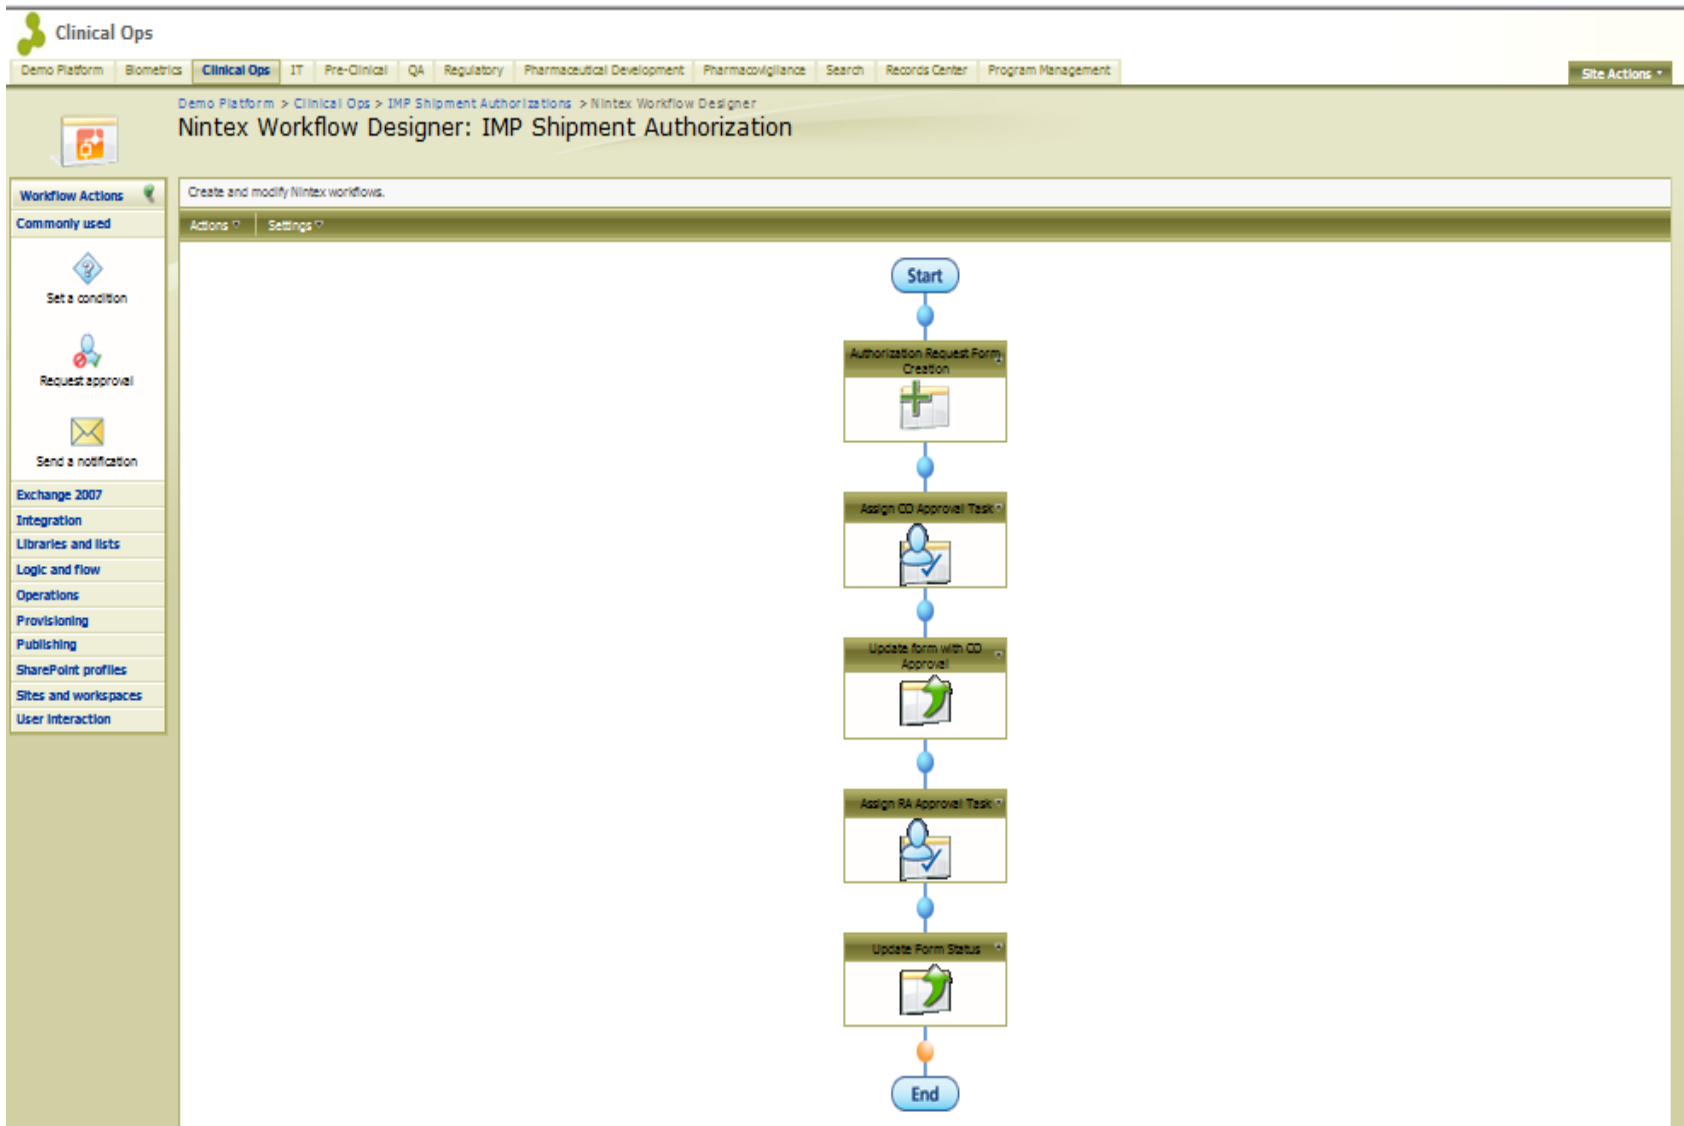 Clinical Ops
Demo Platform Biometrics Clinical Ops IT Pre-Clinical QA Regulatory Pharmaceutical Development Pharmacovigilance Search Records Center Program Management
Site Actions
Demo Platform > Clinical Ops > IMP Shipment Authorizations > Nintex Workflow Designer
Nintex Workflow Designer: IMP Shipment Authorization
Workflow Actions
Create and modify Nintex workflows.
Commonly used
Actions Settings
Set a condition
Request approval
Send a notification
Exchange 2007
Integration
Libraries and lists
Logic and flow
Operations
Provisioning
Publishing
SharePoint profiles
Sites and workspaces
User Interaction
Start
Authorization Request Form
Creation
Assign CO Approval Task
Update form with CO
Approval
Assign RA Approval Task
Update Form Status
End